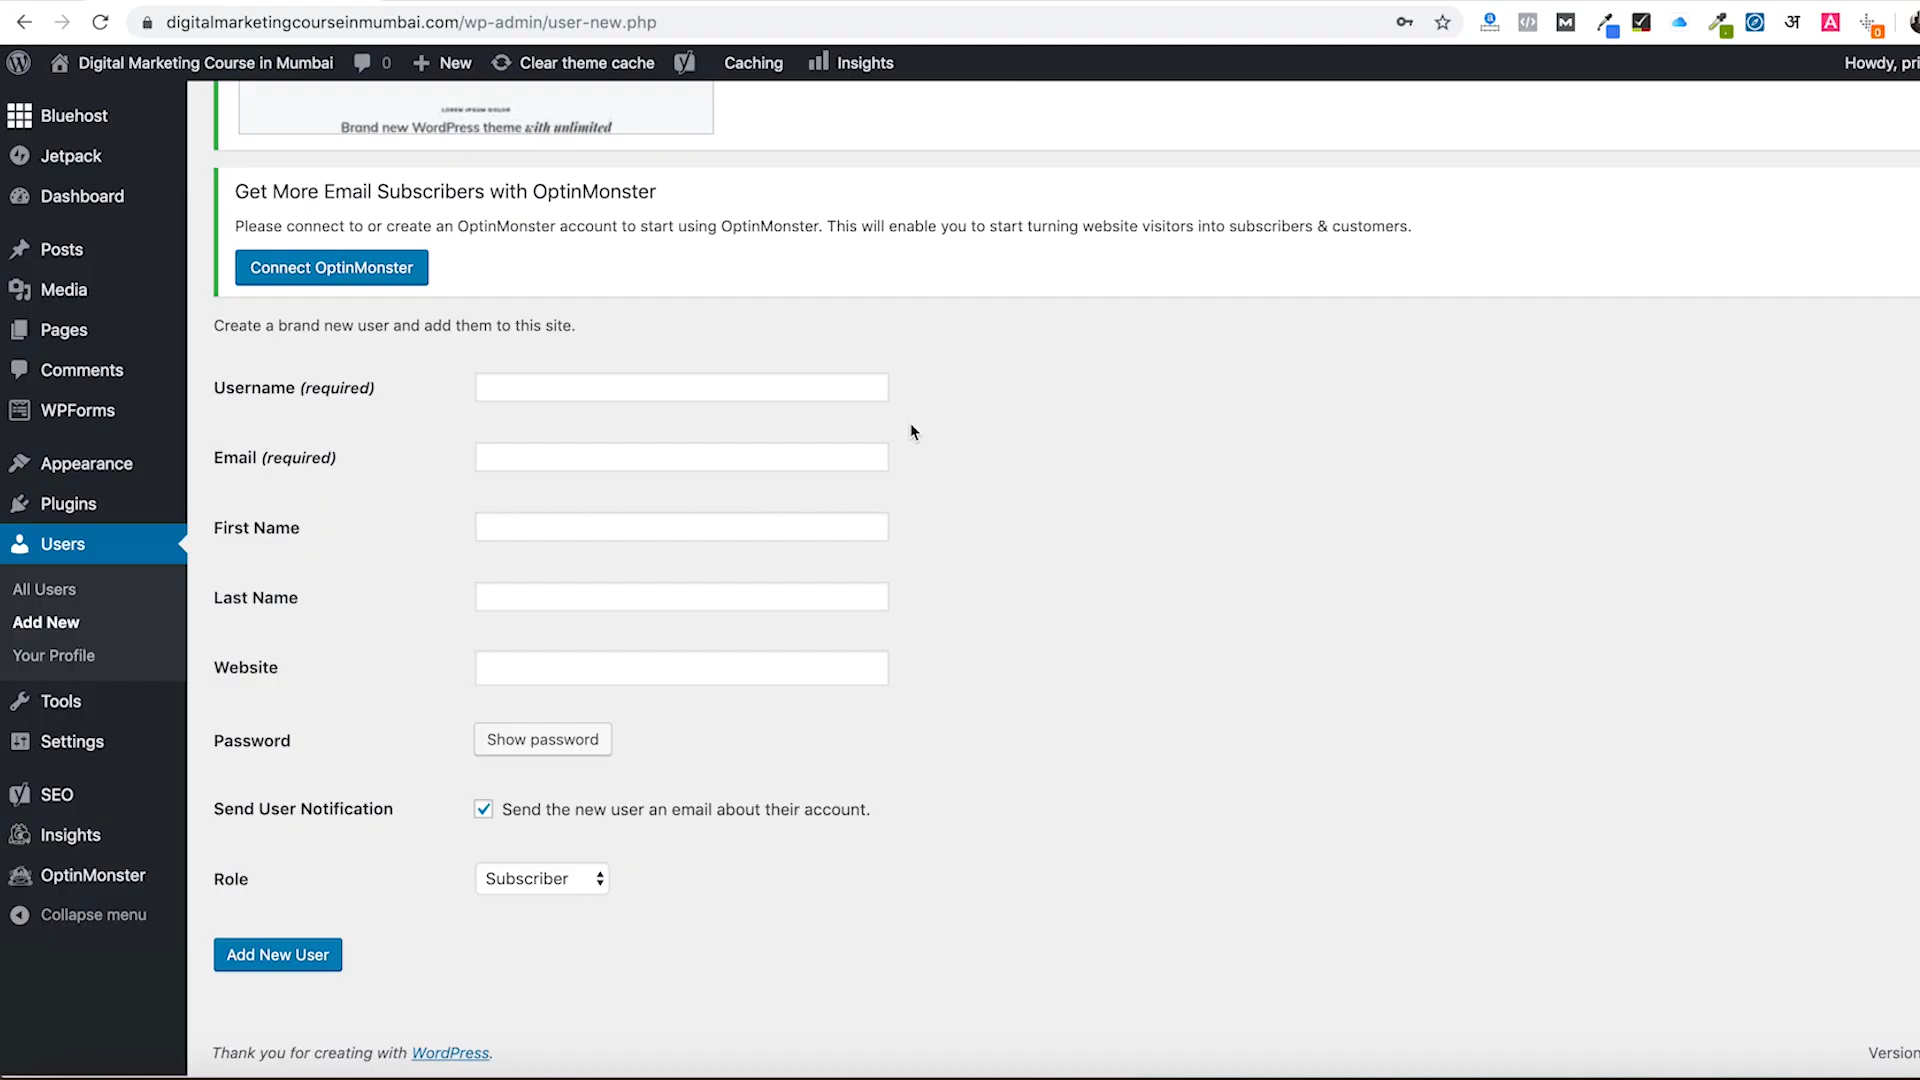 digitalmarketingcourseinmumbai.com/wp-admin/user-new.php
Digital Marketing Course in Mumbai 0 New Clear theme cache Caching Insights Howdy, pri
Bluehost
Jetpack
Dashboard
Posts
Media
Pages
Comments
WPForms
Appearance
Plugins
Users
All Users
Add New
Your Profile
Tools
Settings
SEO
Insights
OptinMonster
Collapse menu
LOREM IPSUM DOLOR
Brand new WordPress theme with unlimited
Get More Email Subscribers with OptinMonster
Please connect to or create an OptinMonster account to start using OptinMonster. This will enable you to start turning website visitors into subscribers & customers.
Connect OptinMonster
Create a brand new user and add them to this site.
Username (required)
Email (required)
First Name
Last Name
Website
Password Show password
Send User Notification Send the new user an email about their account.
Role Subscriber
Add New User
Thank you for creating with WordPress. Version